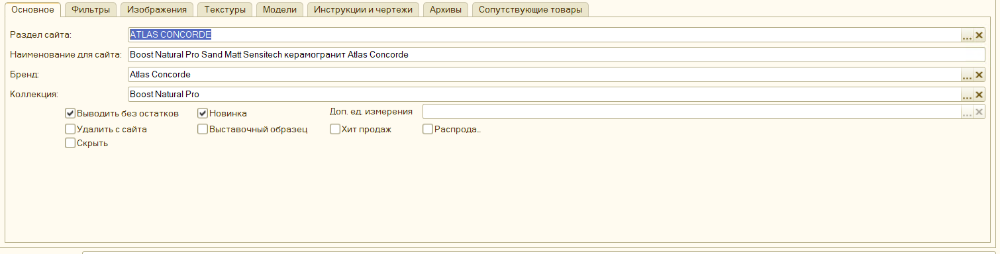 Основное Фильтры Изображения Текстуры Модели Инструкции и чертежи Архивы Сопутствующие товары
Раздел сайта: ATLAS CONCORDE ... ×
Наименование для сайта: Boost Natural Pro Sand Matt Sensitech керамогранит Atlas Concorde
Бренд: Atlas Concorde ... ×
Коллекция: Boost Natural Pro ... ×
Выводить без остатков Новинка Доп. ед. измерения ... ×
Удалить с сайта Выставочный образец Хит продаж Распрода...
Скрыть